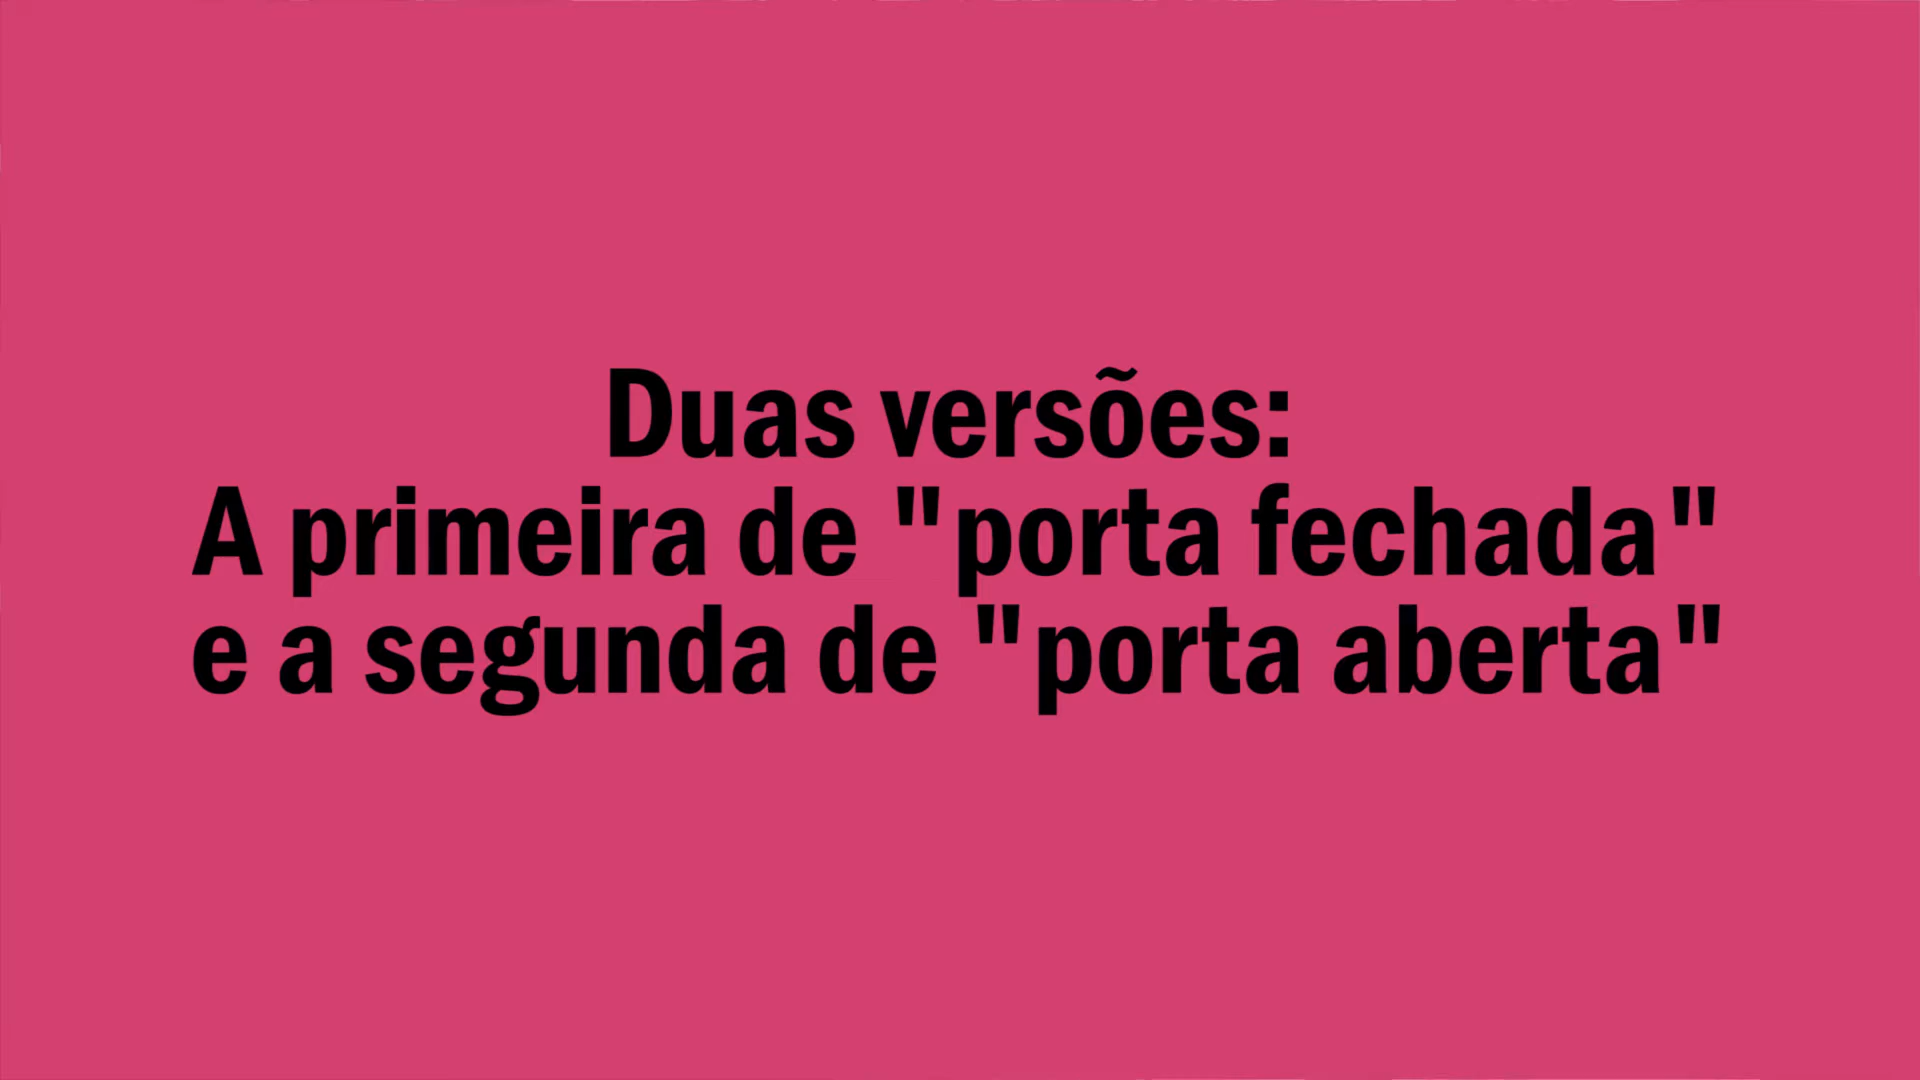 Duas versões:
A primeira de "porta fechada"
e a segunda de "porta aberta"